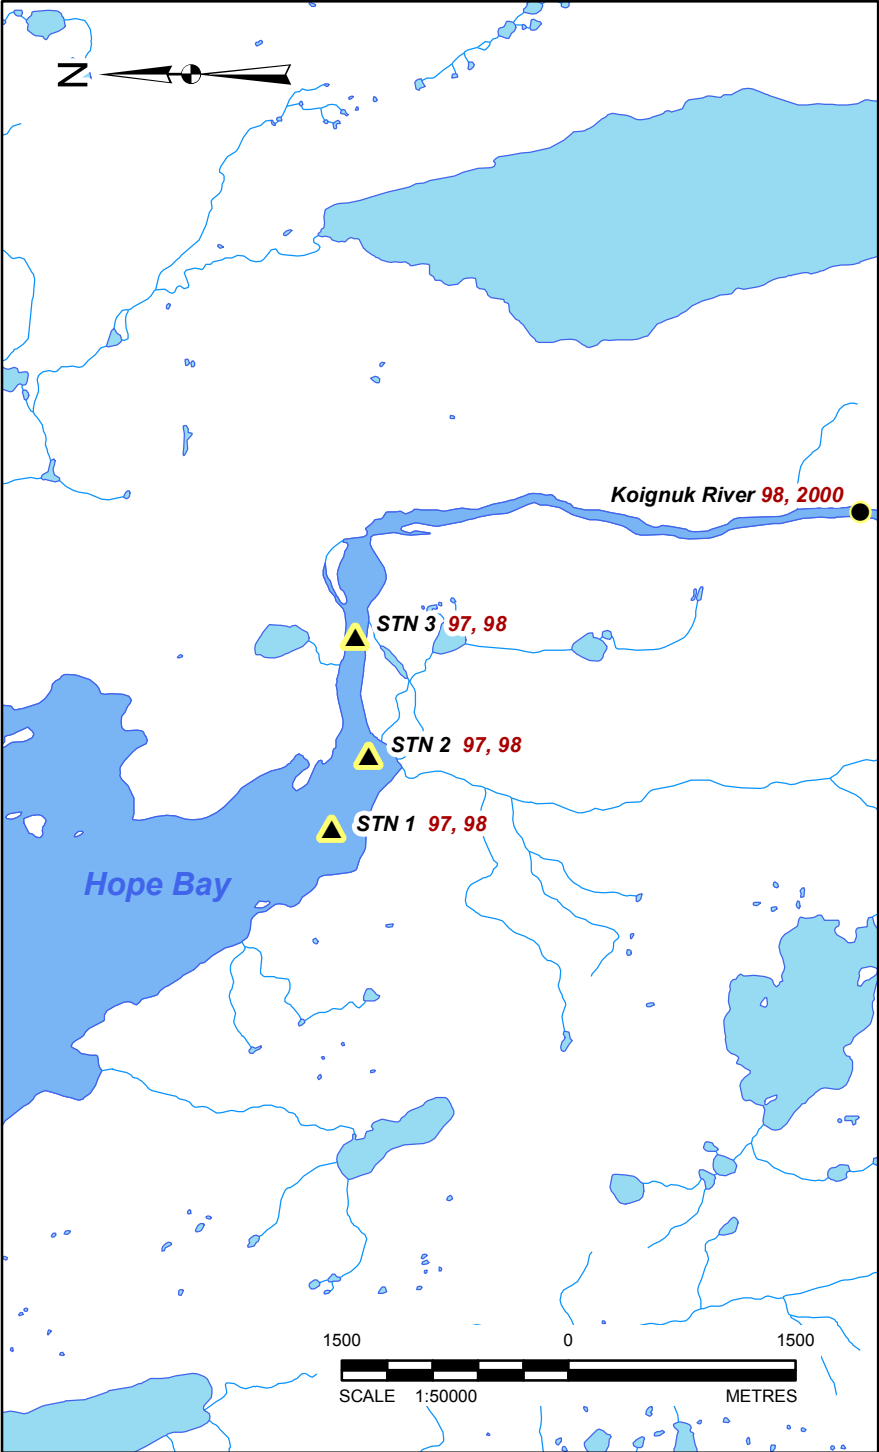 N
Koignuk River 98, 2000
STN 3 97, 98
STN 2 97, 98
STN 1 97, 98
Hope Bay
1500 0 1500
SCALE 1:50000 METRES